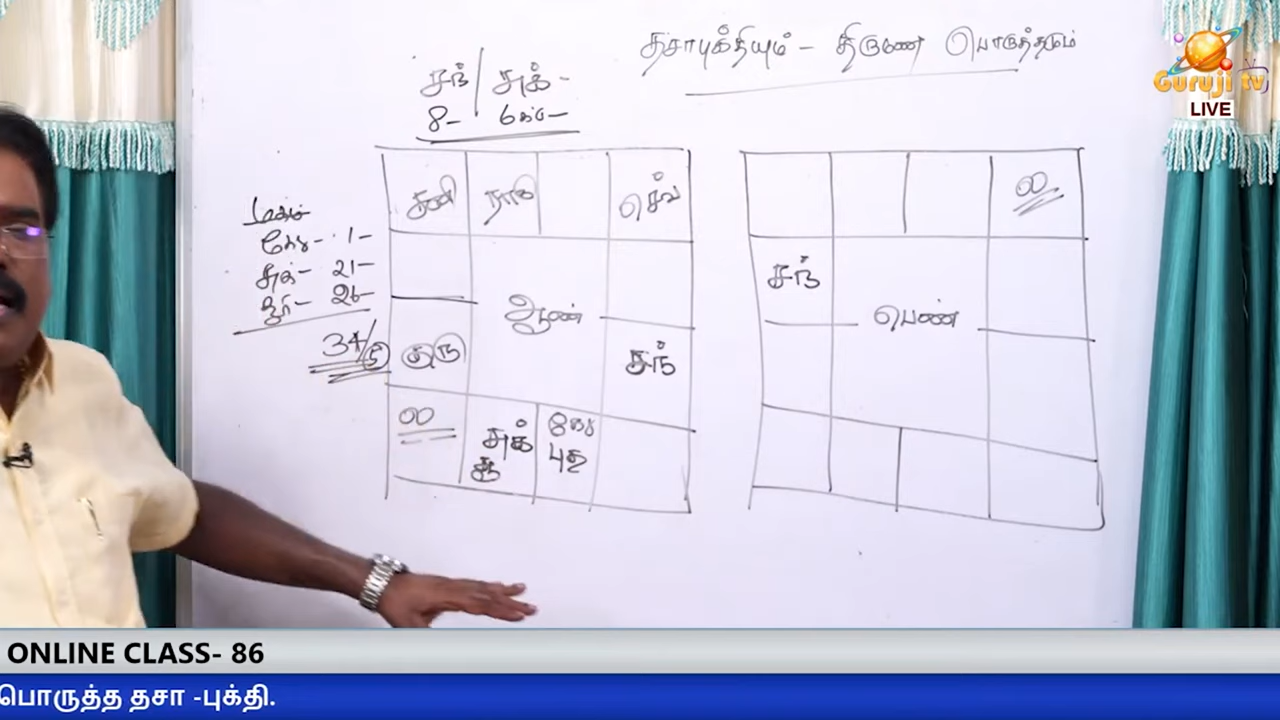 தசாபுக்தியும் - திருமண பொருத்தமும்
Guruji tv
LIVE
சந் / சுக் -
8-
மகம்
கேது - 1-
சுக் - 21-
சூரி - 26-
34/5
சனி ராகு செவ்
குரு ஆண் சந்
ல சுக் கேது
சூ புத
ல
சந்
பெண்
ONLINE CLASS- 86
பொருத்த தசா -புக்தி.